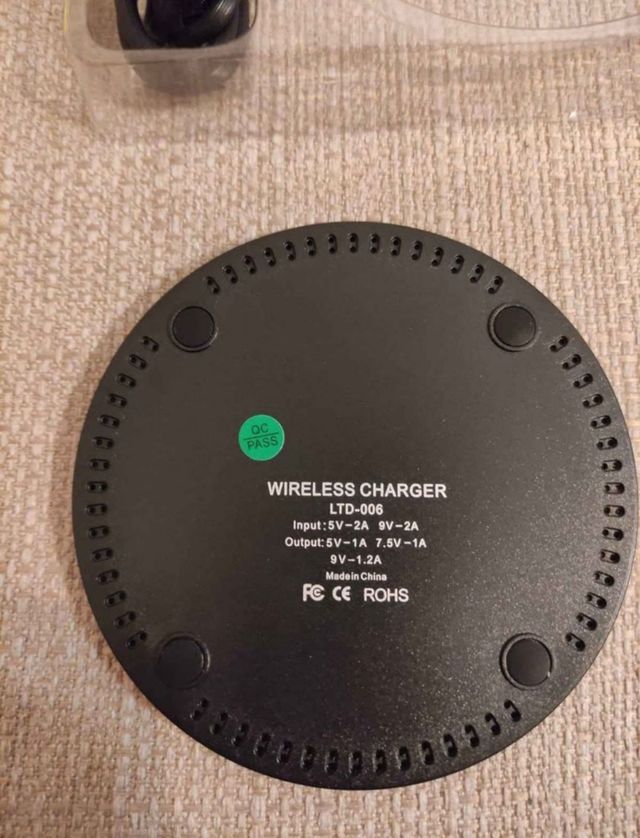 QC
PASS
WIRELESS CHARGER
LTD-006
Input:5V-2A 9V-2A
Output:5V-1A 7.5V-1A
9V-1.2A
Made in China
FC CE ROHS